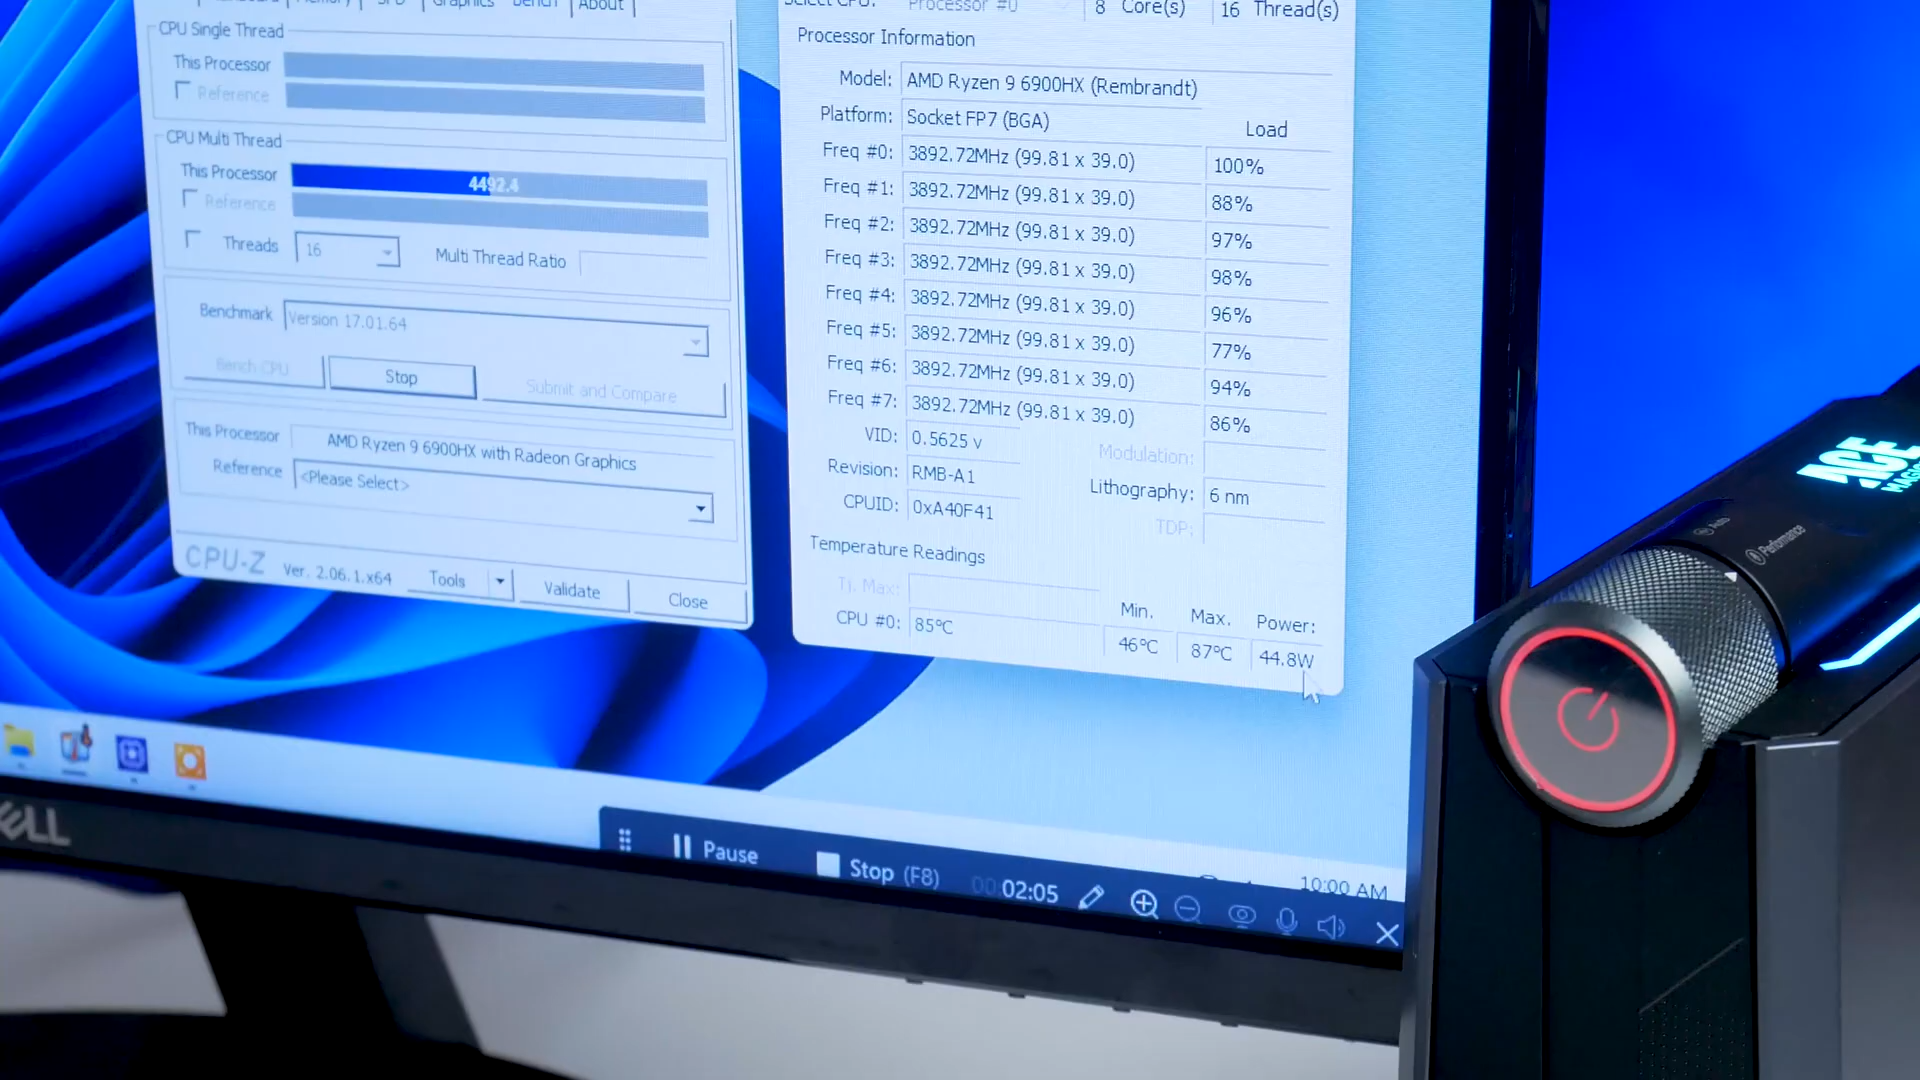 Graphics
Bench
About
CPU Single Thread
This Processor
Reference
CPU Multi Thread
This Processor
4492.4
Reference
Threads
16
Multi Thread Ratio
Benchmark
Version 17.01.64
Bench CPU
Stop
Submit and Compare
This Processor
AMD Ryzen 9 6900HX with Radeon Graphics
Reference
<Please Select>
CPU-Z
Ver. 2.06.1.x64
Tools
Validate
Close
Processor #0
8 Core(s)
16 Thread(s)
Processor Information
Model: AMD Ryzen 9 6900HX (Rembrandt)
Platform: Socket FP7 (BGA)
Load
Freq #0: 3892.72MHz (99.81 x 39.0) 100%
Freq #1: 3892.72MHz (99.81 x 39.0) 88%
Freq #2: 3892.72MHz (99.81 x 39.0) 97%
Freq #3: 3892.72MHz (99.81 x 39.0) 98%
Freq #4: 3892.72MHz (99.81 x 39.0) 96%
Freq #5: 3892.72MHz (99.81 x 39.0) 77%
Freq #6: 3892.72MHz (99.81 x 39.0) 94%
Freq #7: 3892.72MHz (99.81 x 39.0) 86%
VID: 0.5625 v
Modulation:
Revision: RMB-A1
Lithography: 6 nm
CPUID: 0xA40F41
TDP:
Temperature Readings
Tj. Max:
Min. Max. Power:
CPU #0: 85°C 46°C 87°C 44.8W
Pause
Stop (F8)
00:02:05
10:00 AM
DELL
Auto
Performance